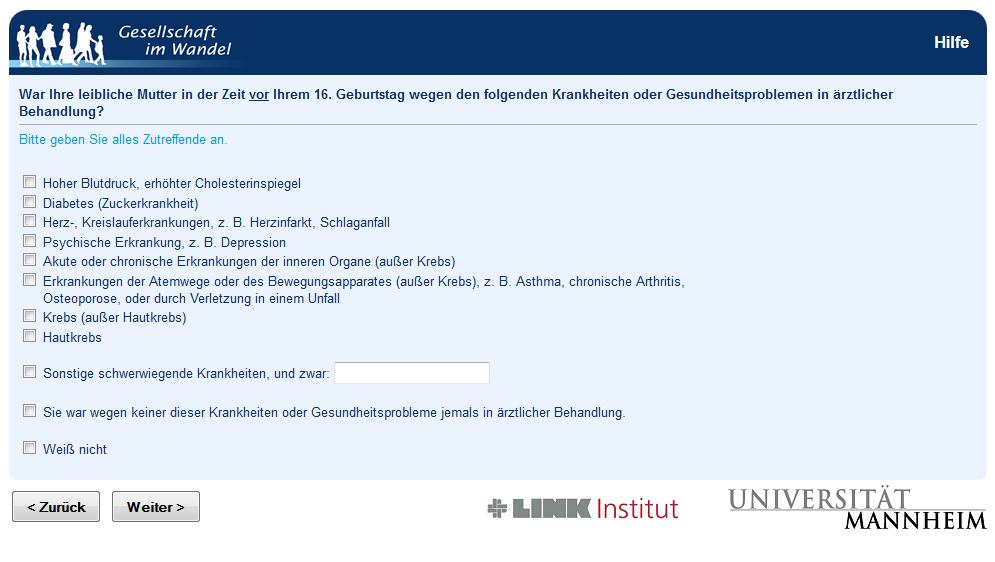 Gesellschaft
im Wandel
Hilfe
War Ihre leibliche Mutter in der Zeit vor Ihrem 16. Geburtstag wegen den folgenden Krankheiten oder Gesundheitsproblemen in ärztlicher
Behandlung?
Bitte geben Sie alles Zutreffende an.
Hoher Blutdruck, erhöhter Cholesterinspiegel
Diabetes (Zuckerkrankheit)
Herz-, Kreislauferkrankungen, z. B. Herzinfarkt, Schlaganfall
Psychische Erkrankung, z. B. Depression
Akute oder chronische Erkrankungen der inneren Organe (außer Krebs)
Erkrankungen der Atemwege oder des Bewegungsapparates (außer Krebs), z. B. Asthma, chronische Arthritis,
Osteoporose, oder durch Verletzung in einem Unfall
Krebs (außer Hautkrebs)
Hautkrebs
Sonstige schwerwiegende Krankheiten, und zwar:
Sie war wegen keiner dieser Krankheiten oder Gesundheitsprobleme jemals in ärztlicher Behandlung.
Weiß nicht
< Zurück
Weiter >
LINK Institut
UNIVERSITÄT
MANNHEIM